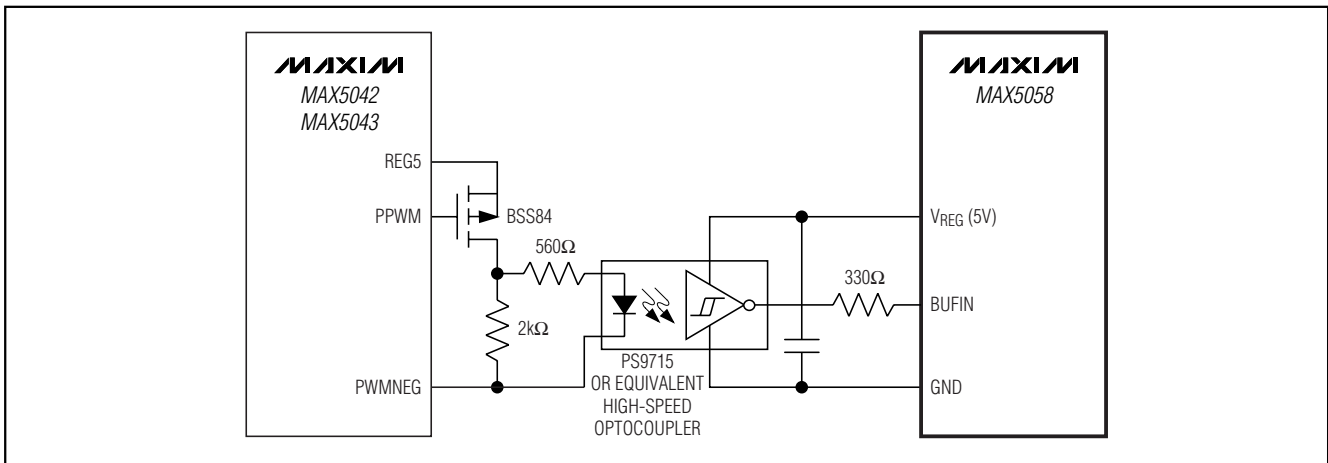 MAXIM
MAX5042
MAX5043
REG5
PPWM
PWMNEG
BSS84
560Ω
2kΩ
PS9715
OR EQUIVALENT
HIGH-SPEED
OPTOCOUPLER
330Ω
MAXIM
MAX5058
VREG (5V)
BUFIN
GND